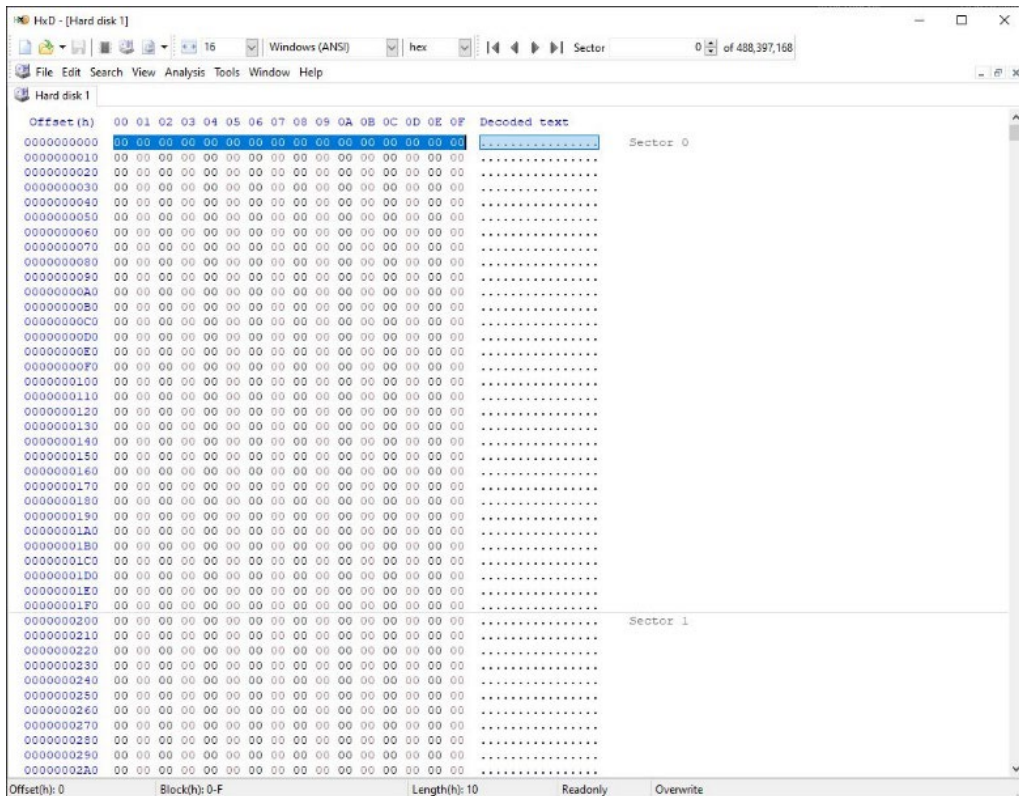 HxD - [Hard disk 1]
16 Windows (ANSI) hex Sector 0 of 488,397,168
File Edit Search View Analysis Tools Window Help
Hard disk 1
Offset(h) 00 01 02 03 04 05 06 07 08 09 0A 0B 0C 0D 0E 0F Decoded text
0000000000 00 00 00 00 00 00 00 00 00 00 00 00 00 00 00 00 ................ Sector 0
0000000010 00 00 00 00 00 00 00 00 00 00 00 00 00 00 00 00 ................
0000000020 00 00 00 00 00 00 00 00 00 00 00 00 00 00 00 00 ................
0000000030 00 00 00 00 00 00 00 00 00 00 00 00 00 00 00 00 ................
0000000040 00 00 00 00 00 00 00 00 00 00 00 00 00 00 00 00 ................
0000000050 00 00 00 00 00 00 00 00 00 00 00 00 00 00 00 00 ................
0000000060 00 00 00 00 00 00 00 00 00 00 00 00 00 00 00 00 ................
0000000070 00 00 00 00 00 00 00 00 00 00 00 00 00 00 00 00 ................
0000000080 00 00 00 00 00 00 00 00 00 00 00 00 00 00 00 00 ................
0000000090 00 00 00 00 00 00 00 00 00 00 00 00 00 00 00 00 ................
00000000A0 00 00 00 00 00 00 00 00 00 00 00 00 00 00 00 00 ................
00000000B0 00 00 00 00 00 00 00 00 00 00 00 00 00 00 00 00 ................
00000000C0 00 00 00 00 00 00 00 00 00 00 00 00 00 00 00 00 ................
00000000D0 00 00 00 00 00 00 00 00 00 00 00 00 00 00 00 00 ................
00000000E0 00 00 00 00 00 00 00 00 00 00 00 00 00 00 00 00 ................
00000000F0 00 00 00 00 00 00 00 00 00 00 00 00 00 00 00 00 ................
0000000100 00 00 00 00 00 00 00 00 00 00 00 00 00 00 00 00 ................
0000000110 00 00 00 00 00 00 00 00 00 00 00 00 00 00 00 00 ................
0000000120 00 00 00 00 00 00 00 00 00 00 00 00 00 00 00 00 ................
0000000130 00 00 00 00 00 00 00 00 00 00 00 00 00 00 00 00 ................
0000000140 00 00 00 00 00 00 00 00 00 00 00 00 00 00 00 00 ................
0000000150 00 00 00 00 00 00 00 00 00 00 00 00 00 00 00 00 ................
0000000160 00 00 00 00 00 00 00 00 00 00 00 00 00 00 00 00 ................
0000000170 00 00 00 00 00 00 00 00 00 00 00 00 00 00 00 00 ................
0000000180 00 00 00 00 00 00 00 00 00 00 00 00 00 00 00 00 ................
0000000190 00 00 00 00 00 00 00 00 00 00 00 00 00 00 00 00 ................
00000001A0 00 00 00 00 00 00 00 00 00 00 00 00 00 00 00 00 ................
00000001B0 00 00 00 00 00 00 00 00 00 00 00 00 00 00 00 00 ................
00000001C0 00 00 00 00 00 00 00 00 00 00 00 00 00 00 00 00 ................
00000001D0 00 00 00 00 00 00 00 00 00 00 00 00 00 00 00 00 ................
00000001E0 00 00 00 00 00 00 00 00 00 00 00 00 00 00 00 00 ................
00000001F0 00 00 00 00 00 00 00 00 00 00 00 00 00 00 00 00 ................
0000000200 00 00 00 00 00 00 00 00 00 00 00 00 00 00 00 00 ................ Sector 1
0000000210 00 00 00 00 00 00 00 00 00 00 00 00 00 00 00 00 ................
0000000220 00 00 00 00 00 00 00 00 00 00 00 00 00 00 00 00 ................
0000000230 00 00 00 00 00 00 00 00 00 00 00 00 00 00 00 00 ................
0000000240 00 00 00 00 00 00 00 00 00 00 00 00 00 00 00 00 ................
0000000250 00 00 00 00 00 00 00 00 00 00 00 00 00 00 00 00 ................
0000000260 00 00 00 00 00 00 00 00 00 00 00 00 00 00 00 00 ................
0000000270 00 00 00 00 00 00 00 00 00 00 00 00 00 00 00 00 ................
0000000280 00 00 00 00 00 00 00 00 00 00 00 00 00 00 00 00 ................
0000000290 00 00 00 00 00 00 00 00 00 00 00 00 00 00 00 00 ................
00000002A0 00 00 00 00 00 00 00 00 00 00 00 00 00 00 00 00 ................
Offset(h): 0 Block(h): 0-F Length(h): 10 Readonly Overwrite